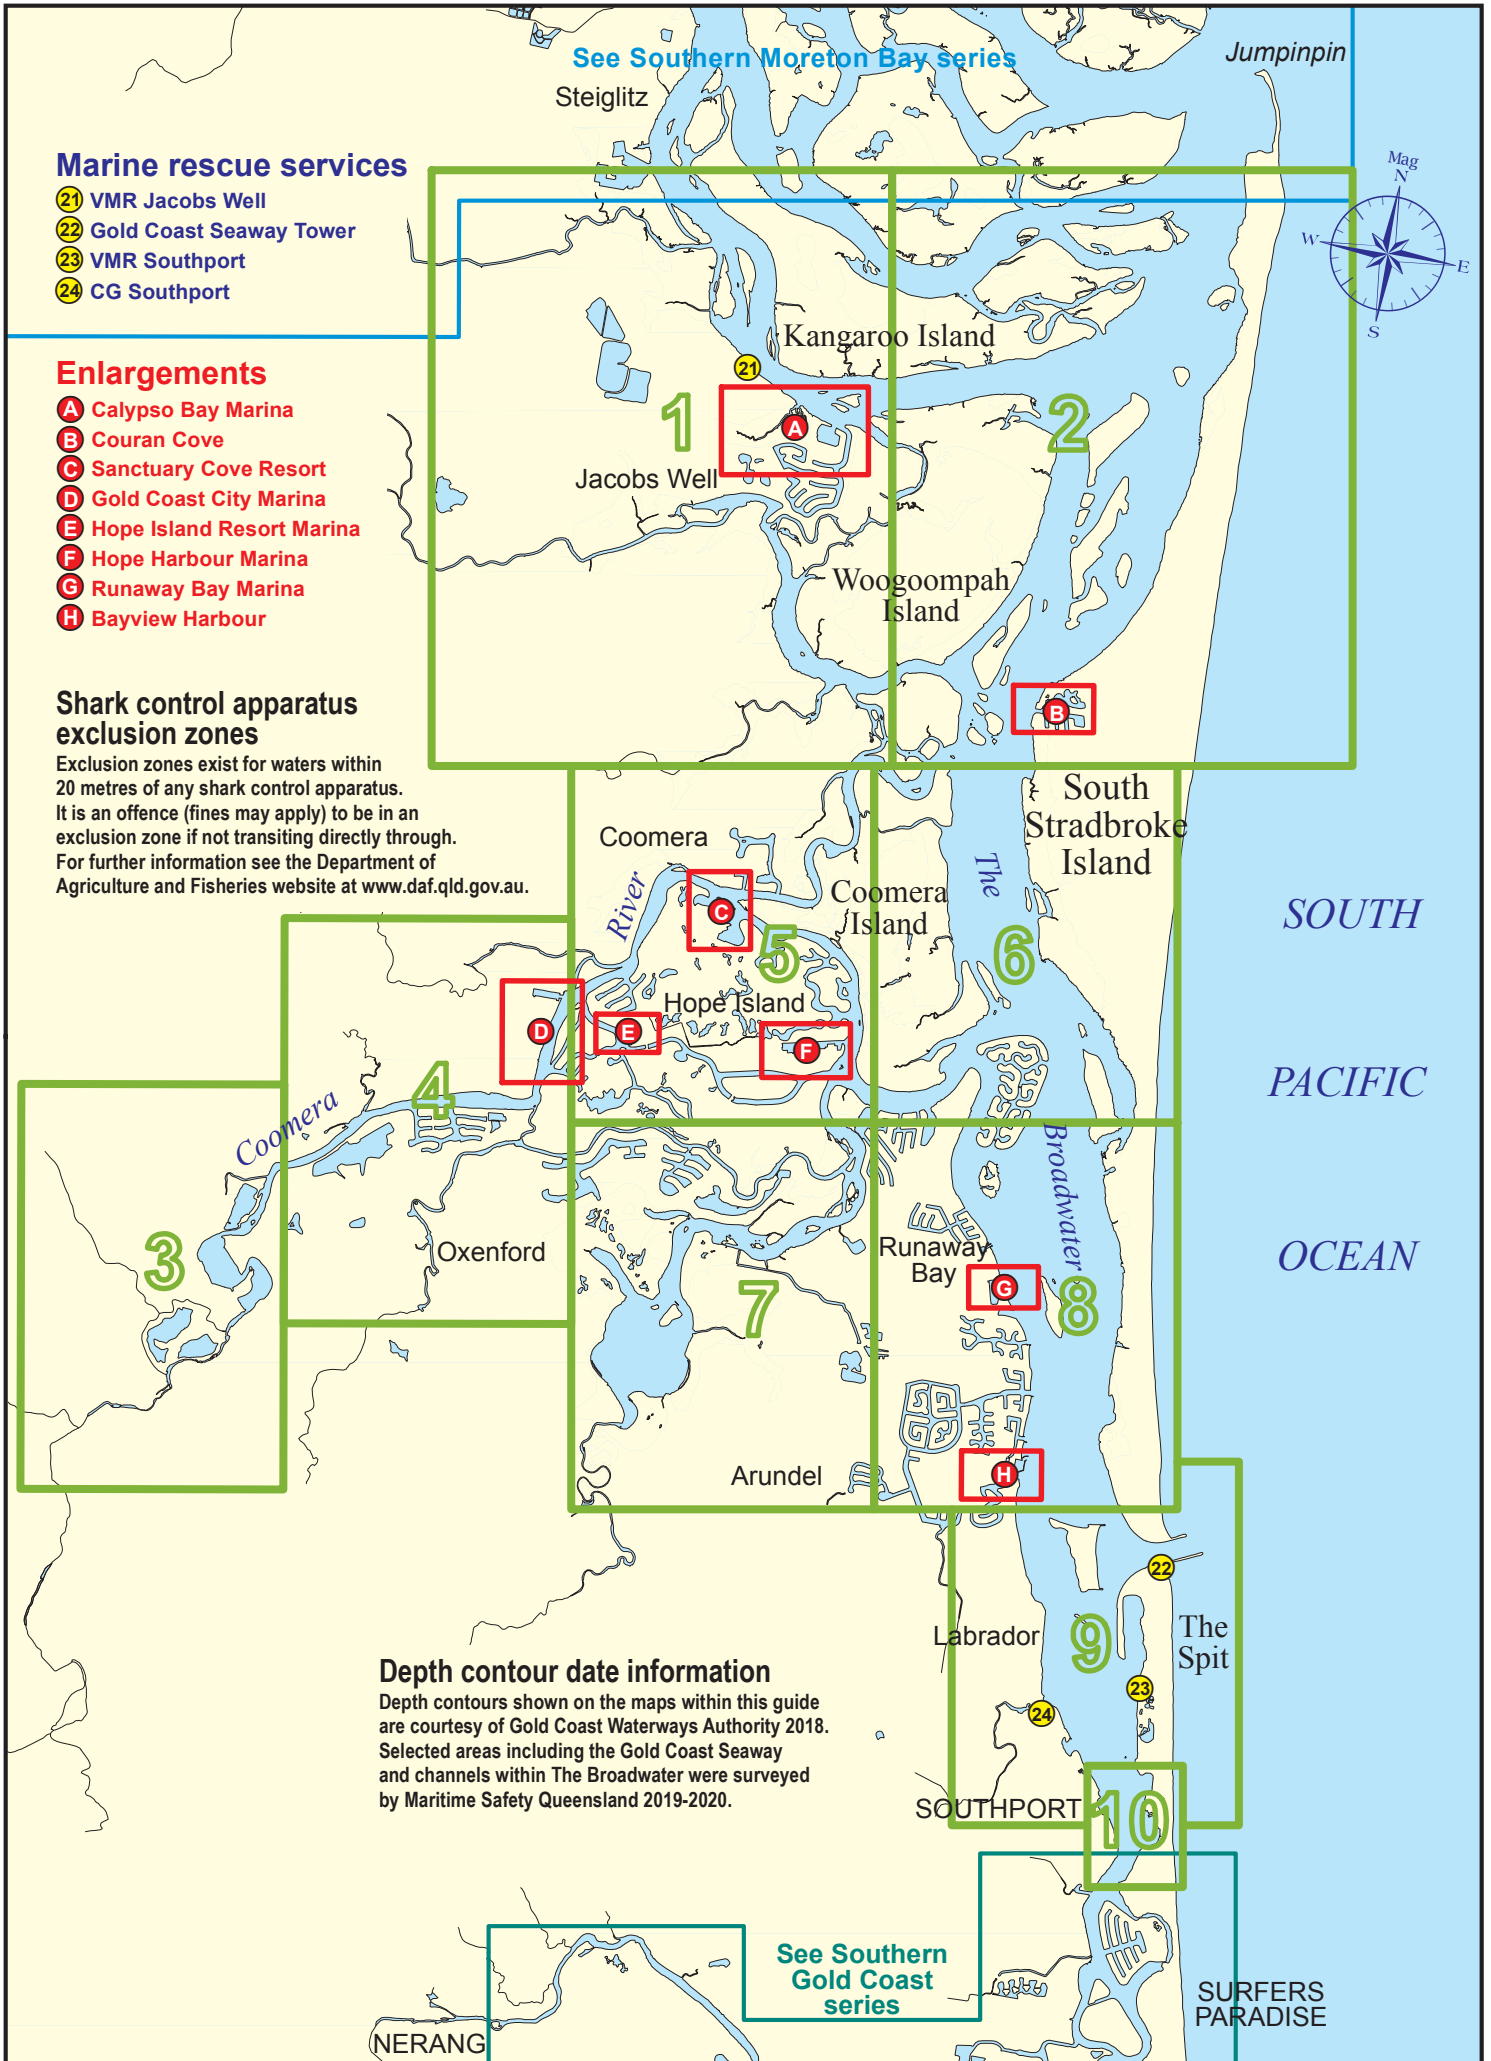 See Southern Moreton Bay series
Jumpinpin
Steiglitz
Marine rescue services
21 VMR Jacobs Well
22 Gold Coast Seaway Tower
23 VMR Southport
24 CG Southport
Mag
N
W
E
S
Kangaroo Island
21
Enlargements
A Calypso Bay Marina
B Couran Cove
C Sanctuary Cove Resort
D Gold Coast City Marina
E Hope Island Resort Marina
F Hope Harbour Marina
G Runaway Bay Marina
H Bayview Harbour
1
A
2
Jacobs Well
Woogoompah
Island
B
Shark control apparatus
exclusion zones
Exclusion zones exist for waters within
20 metres of any shark control apparatus.
It is an offence (fines may apply) to be in an
exclusion zone if not transiting directly through.
For further information see the Department of
Agriculture and Fisheries website at www.daf.qld.gov.au.
South
Stradbroke
Island
Coomera
River
C
Coomera
Island
The
5
6
SOUTH
Hope Island
D
E
F
4
PACIFIC
Coomera
Broadwater
3
Oxenford
Runaway
Bay
OCEAN
G
7
8
Arundel
H
22
Labrador
9
The
Spit
23
24
Depth contour date information
Depth contours shown on the maps within this guide
are courtesy of Gold Coast Waterways Authority 2018.
Selected areas including the Gold Coast Seaway
and channels within The Broadwater were surveyed
by Maritime Safety Queensland 2019-2020.
SOUTHPORT
10
See Southern
Gold Coast
series
SURFERS
PARADISE
NERANG